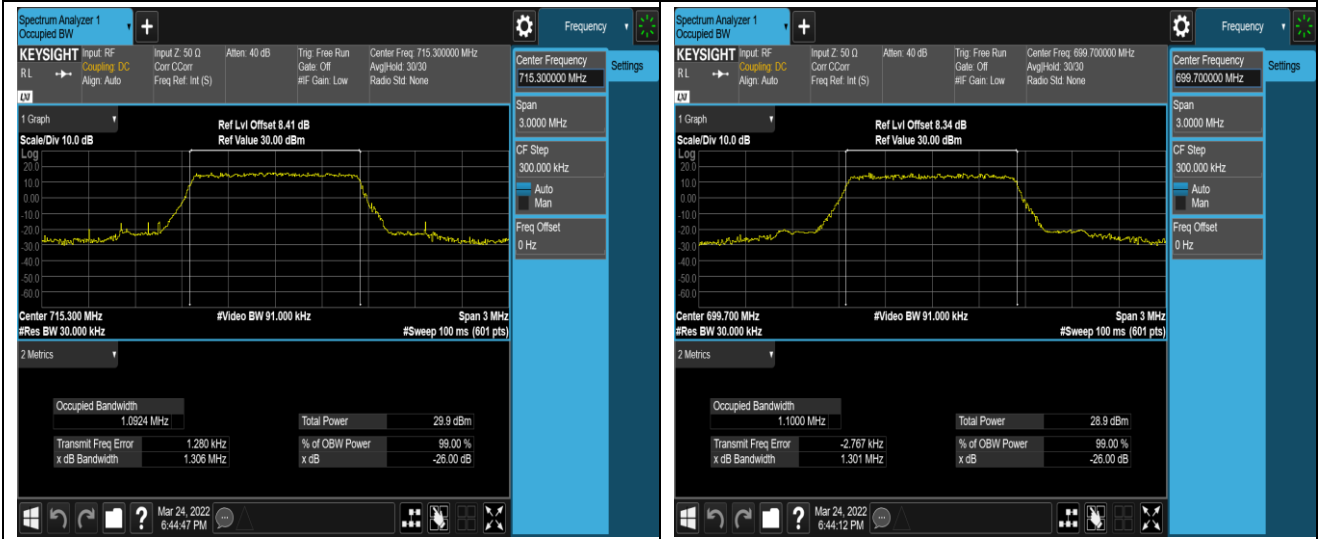 Spectrum Analyzer 1
Occupied BW
+
Frequency
KEYSIGHT Input: RF Input Z: 50 Ω Atten: 40 dB Trig: Free Run Center Freq: 715.300000 MHz
RL Coupling: DC Corr CCorr Gate: Off Avg|Hold: 30/30
Align: Auto Freq Ref: Int (S) #IF Gain: Low Radio Std: None
LXI
Center Frequency
715.300000 MHz
Settings
Span
3.0000 MHz
CF Step
300.000 kHz
Auto
Man
Freq Offset
0 Hz
1 Graph
Ref Lvl Offset 8.41 dB
Scale/Div 10.0 dB Ref Value 30.00 dBm
Log
20.0
10.0
0.00
-10.0
-20.0
-30.0
-40.0
-50.0
-60.0
Center 715.300 MHz #Video BW 91.000 kHz Span 3 MHz
#Res BW 30.000 kHz #Sweep 100 ms (601 pts)
2 Metrics
Occupied Bandwidth
1.0924 MHz Total Power 29.9 dBm
Transmit Freq Error 1.280 kHz % of OBW Power 99.00 %
x dB Bandwidth 1.306 MHz x dB -26.00 dB
? Mar 24, 2022
6:44:47 PM
Spectrum Analyzer 1
Occupied BW
+
Frequency
KEYSIGHT Input: RF Input Z: 50 Ω Atten: 40 dB Trig: Free Run Center Freq: 699.700000 MHz
RL Coupling: DC Corr CCorr Gate: Off Avg|Hold: 30/30
Align: Auto Freq Ref: Int (S) #IF Gain: Low Radio Std: None
LXI
Center Frequency
699.700000 MHz
Settings
Span
3.0000 MHz
CF Step
300.000 kHz
Auto
Man
Freq Offset
0 Hz
1 Graph
Ref Lvl Offset 8.34 dB
Scale/Div 10.0 dB Ref Value 30.00 dBm
Log
20.0
10.0
0.00
-10.0
-20.0
-30.0
-40.0
-50.0
-60.0
Center 699.700 MHz #Video BW 91.000 kHz Span 3 MHz
#Res BW 30.000 kHz #Sweep 100 ms (601 pts)
2 Metrics
Occupied Bandwidth
1.1000 MHz Total Power 28.9 dBm
Transmit Freq Error -2.767 kHz % of OBW Power 99.00 %
x dB Bandwidth 1.301 MHz x dB -26.00 dB
? Mar 24, 2022
6:44:12 PM